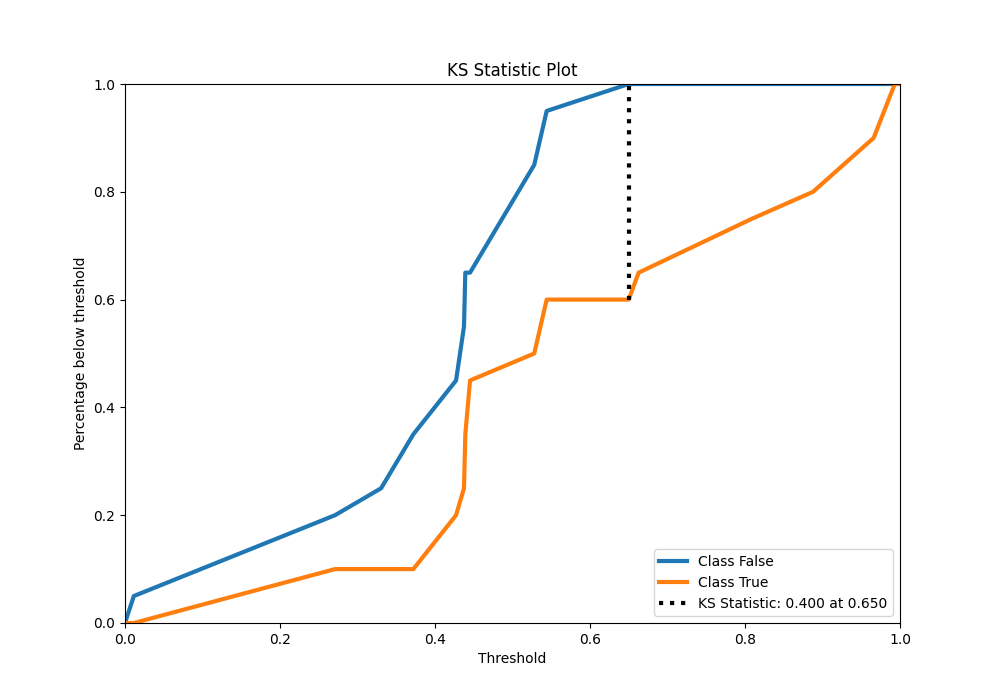 KS Statistic Plot
1.0
0.8
0.6
0.4
0.2
0.0
Percentage below threshold
0.0 0.2 0.4 0.6 0.8 1.0
Threshold
Class False
Class True
KS Statistic: 0.400 at 0.650